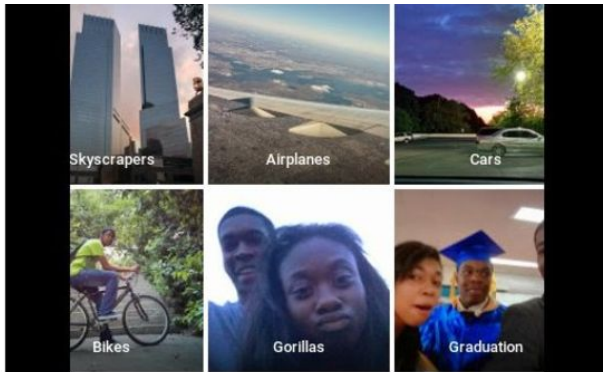 Skyscrapers
Airplanes
Cars
Bikes
Gorillas
Graduation